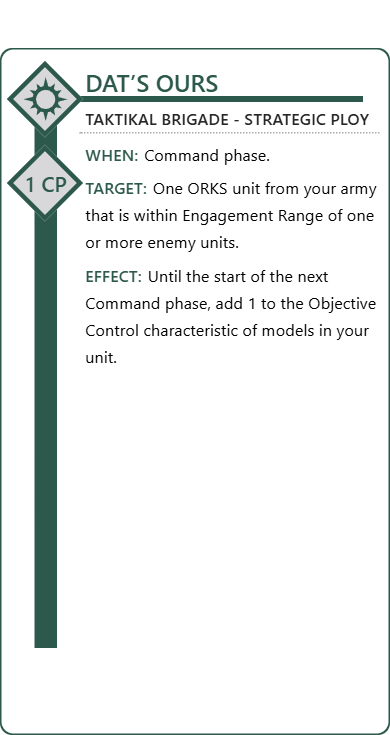 DAT’S OURS
TAKTIKAL BRIGADE - STRATEGIC PLOY
1 CP
WHEN: Command phase.
TARGET: One ORKS unit from your army
that is within Engagement Range of one
or more enemy units.
EFFECT: Until the start of the next
Command phase, add 1 to the Objective
Control characteristic of models in your
unit.